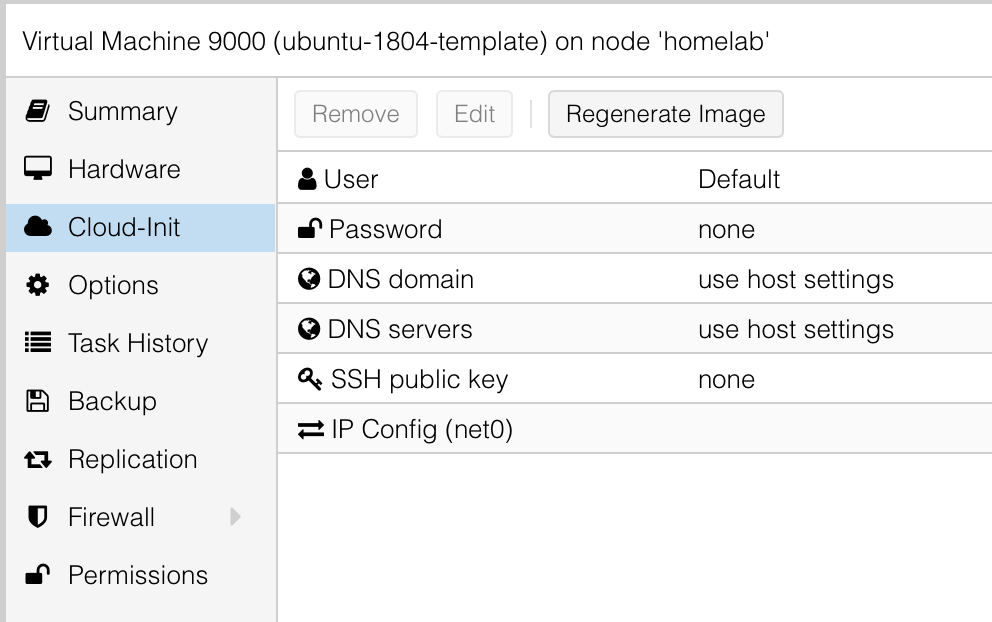 Virtual Machine 9000 (ubuntu-1804-template) on node 'homelab'
Summary
Hardware
Cloud-Init
Options
Task History
Backup
Replication
Firewall
Permissions
Remove Edit Regenerate Image
User Default
Password none
DNS domain use host settings
DNS servers use host settings
SSH public key none
IP Config (net0)